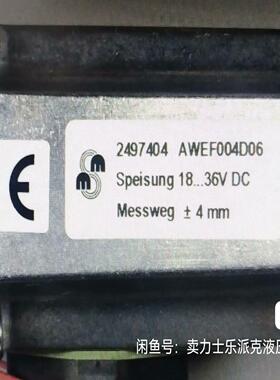 2497404 AWEF004D06
Speisung 18...36V DC
Messweg ± 4 mm
CE
闲鱼号：卖力士乐派克液压